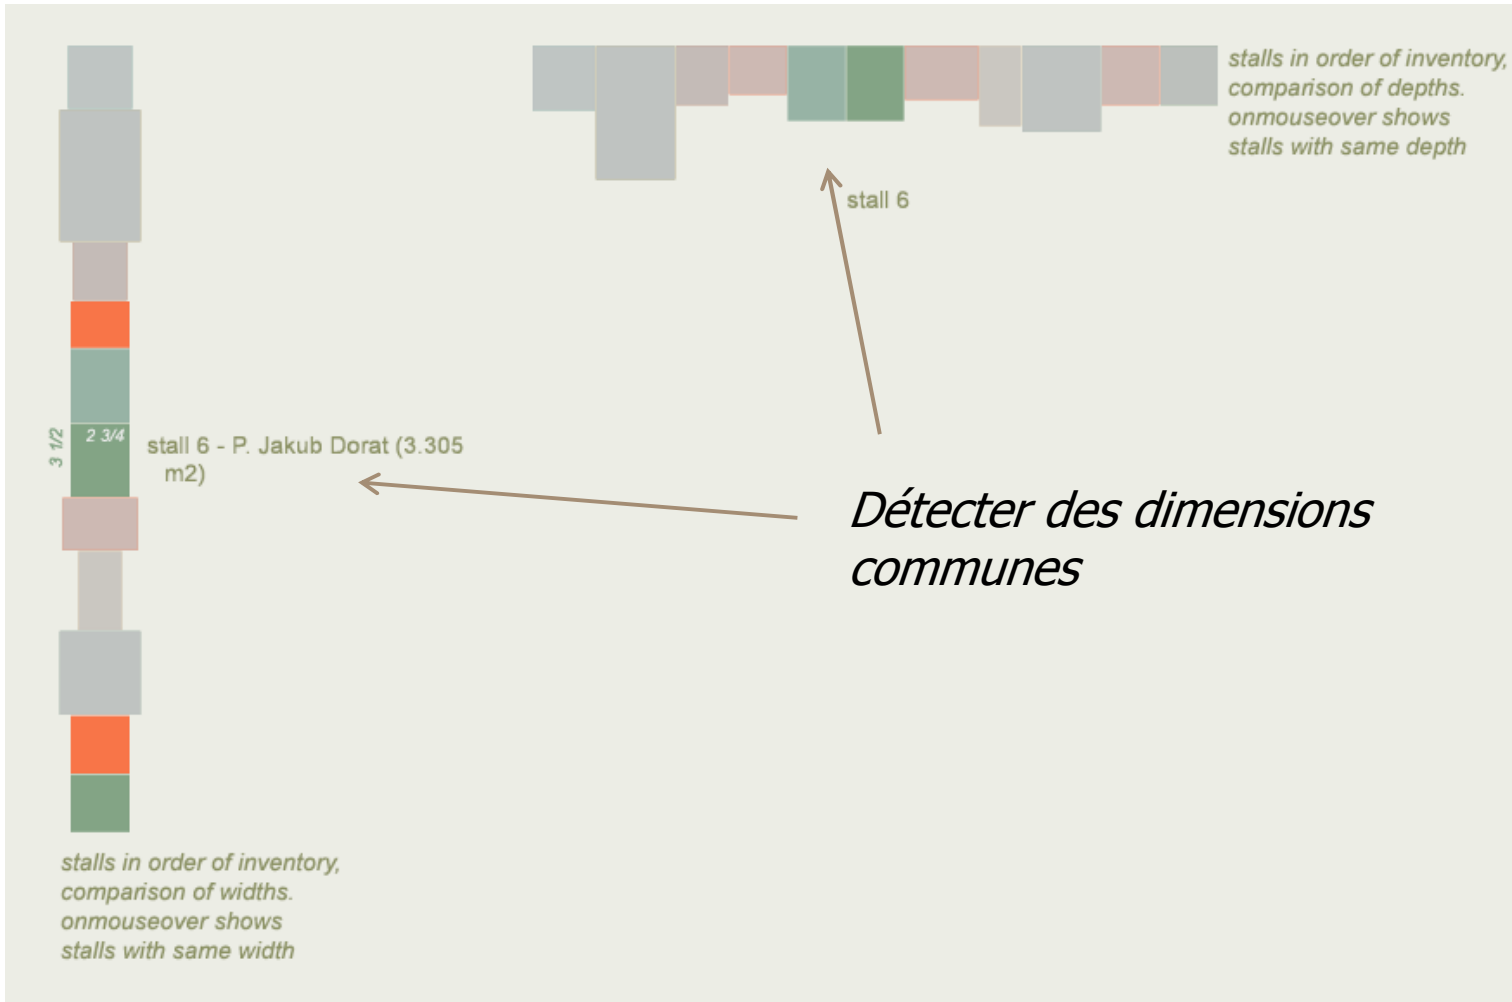 stalls in order of inventory,
comparison of depths.
onmouseover shows
stalls with same depth
stall 6
3 1/2
2 3/4
stall 6 - P. Jakub Dorat (3.305
m2)
Détecter des dimensions
communes
stalls in order of inventory,
comparison of widths.
onmouseover shows
stalls with same width